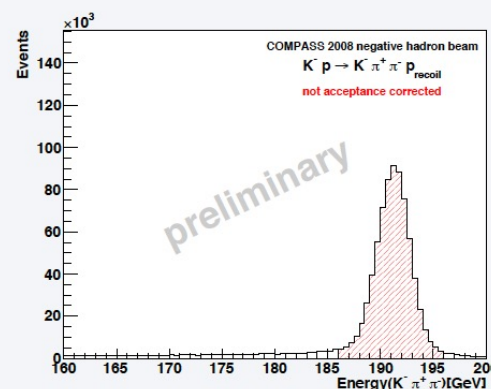 ×10³
Events
COMPASS 2008 negative hadron beam
K⁻ p → K⁻ π⁺ π⁻ p_recoil
not acceptance corrected
preliminary
140
120
100
80
60
40
20
0
160 165 170 175 180 185 190 195 20
Energy(K⁻ π⁺ π⁻)[GeV]